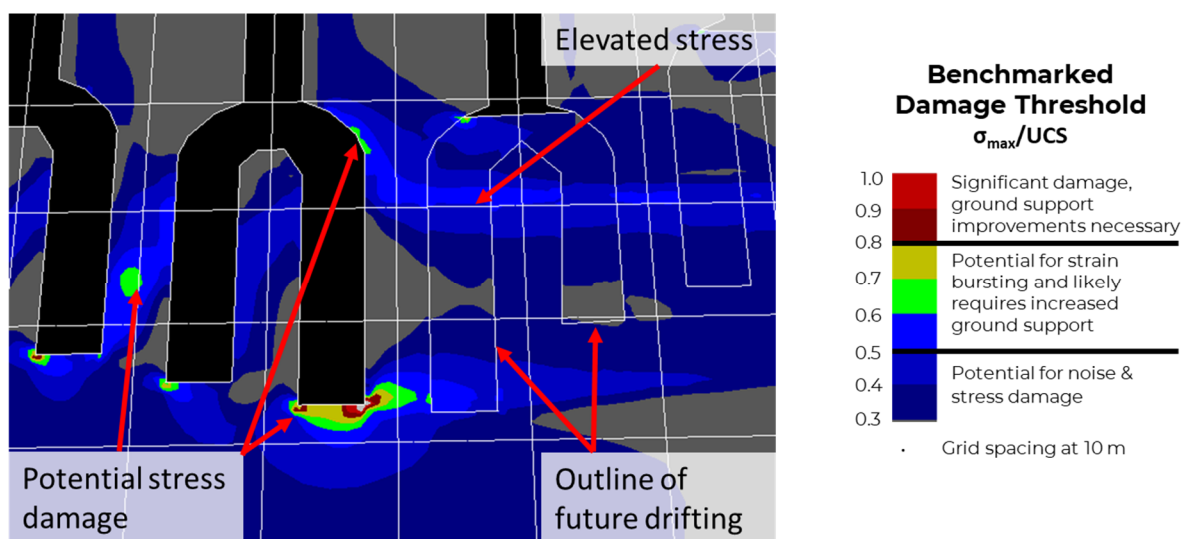 Elevated stress
Potential stress
damage
Outline of
future drifting
Benchmarked
Damage Threshold
σmax/UCS
1.0
0.9
0.8
0.7
0.6
0.5
0.4
0.3
Significant damage,
ground support
improvements necessary
Potential for strain
bursting and likely
requires increased
ground support
Potential for noise &
stress damage
· Grid spacing at 10 m